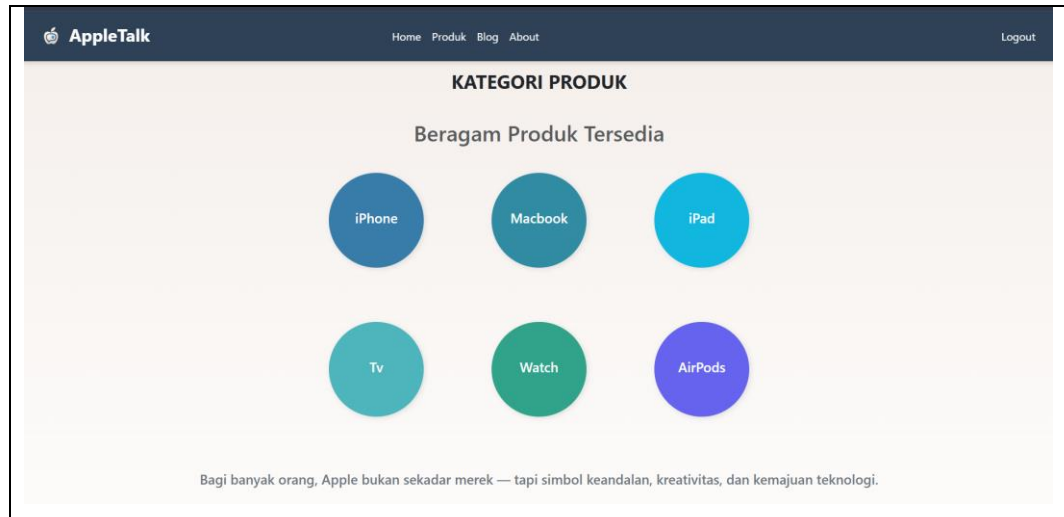 AppleTalk Home Produk Blog About Logout
KATEGORI PRODUK
Beragam Produk Tersedia
iPhone Macbook iPad
Tv Watch AirPods
Bagi banyak orang, Apple bukan sekadar merek — tapi simbol keandalan, kreativitas, dan kemajuan teknologi.